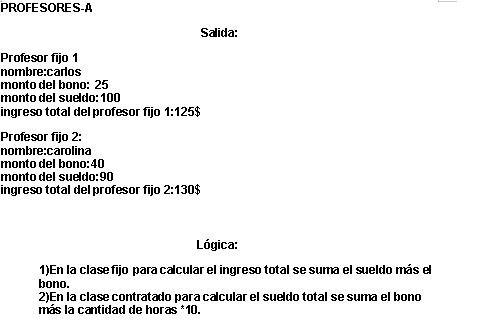 PROFESORES-A
Salida:
Profesor fijo 1
nombre:carlos
monto del bono: 25
monto del sueldo:100
ingreso total del profesor fijo 1:125$
Profesor fijo 2:
nombre:carolina
monto del bono:40
monto del sueldo:90
ingreso total del profesor fijo 2:130$
Lógica:
1)En la clase fijo para calcular el ingreso total se suma el sueldo más el
bono.
2)En la clase contratado para calcular el sueldo total se suma el bono
más la cantidad de horas *10.